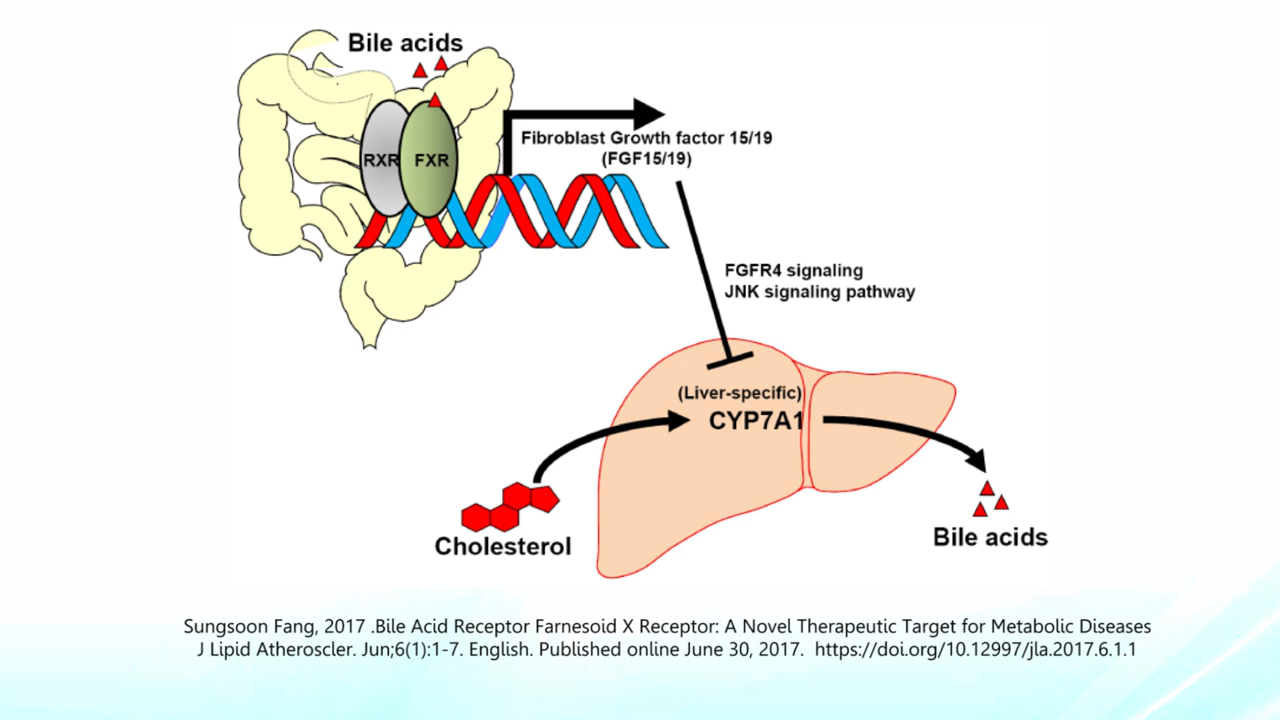 Bile acids
RXR
FXR
Fibroblast Growth factor 15/19
(FGF15/19)
FGFR4 signaling
JNK signaling pathway
(Liver-specific)
CYP7A1
Cholesterol
Bile acids
Sungsoon Fang, 2017 .Bile Acid Receptor Farnesoid X Receptor: A Novel Therapeutic Target for Metabolic Diseases
J Lipid Atheroscler. Jun;6(1):1-7. English. Published online June 30, 2017.  https://doi.org/10.12997/jla.2017.6.1.1